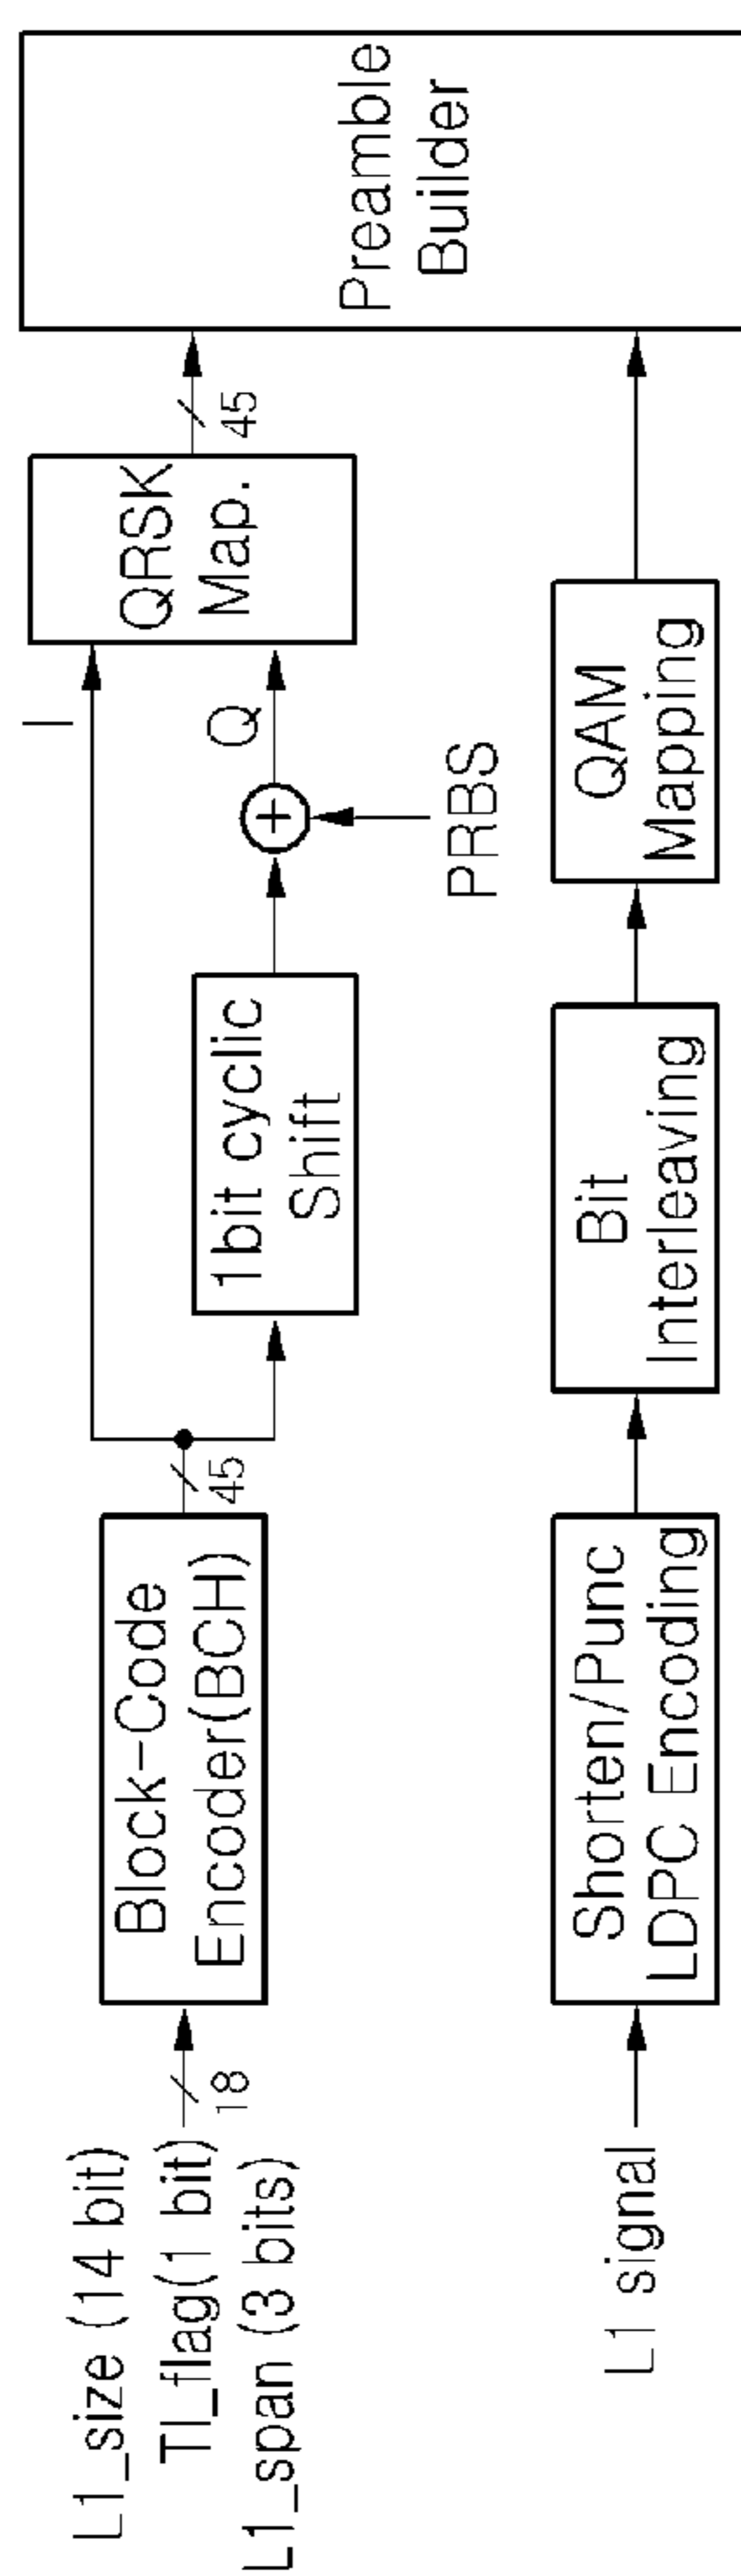 L1_size (14 bit)
TI_flag(1 bit)
L1_span (3 bits)
18
Block-Code
Encoder(BCH)
45
1bit cyclic
Shift
PRBS
I
Q
QRSK
Map.
45
Preamble
Builder
L1 signal
Shorten/Punc
LDPC Encoding
Bit
Interleaving
QAM
Mapping